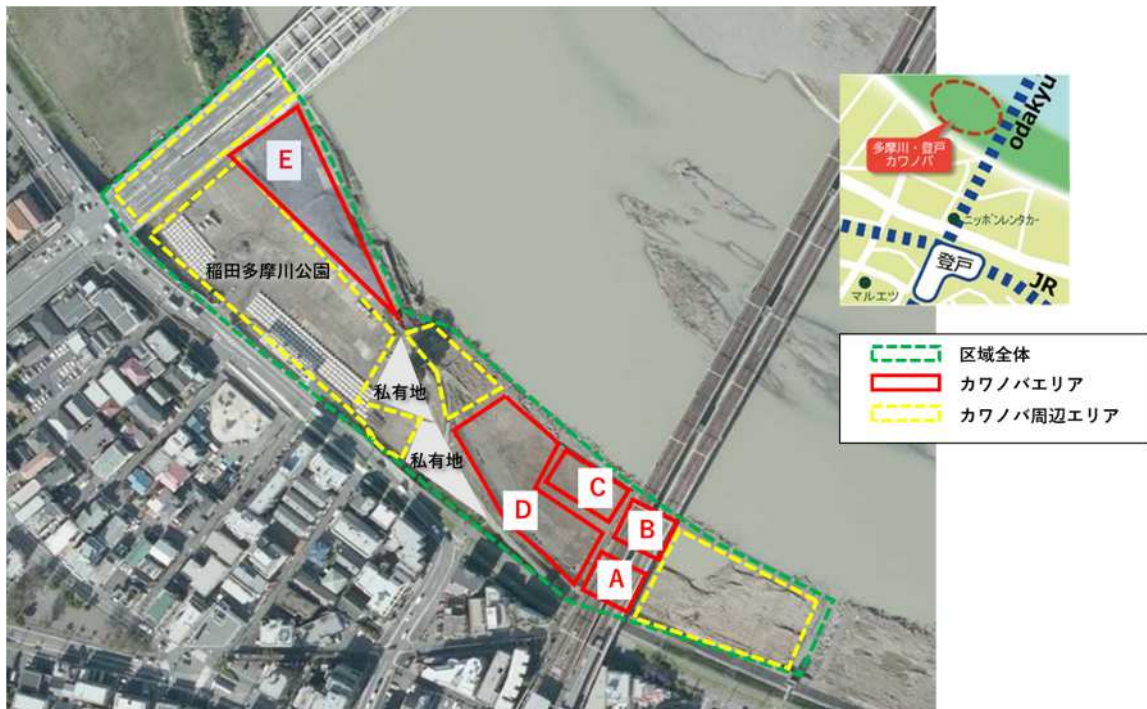 E
稲田多摩川公園
私有地
私有地
D
C
B
A
odakyu
多摩川・登戸
カワノバ
ニッポンレンタカー
登戸
JR
マルエツ
区域全体
カワノバエリア
カワノバ周辺エリア